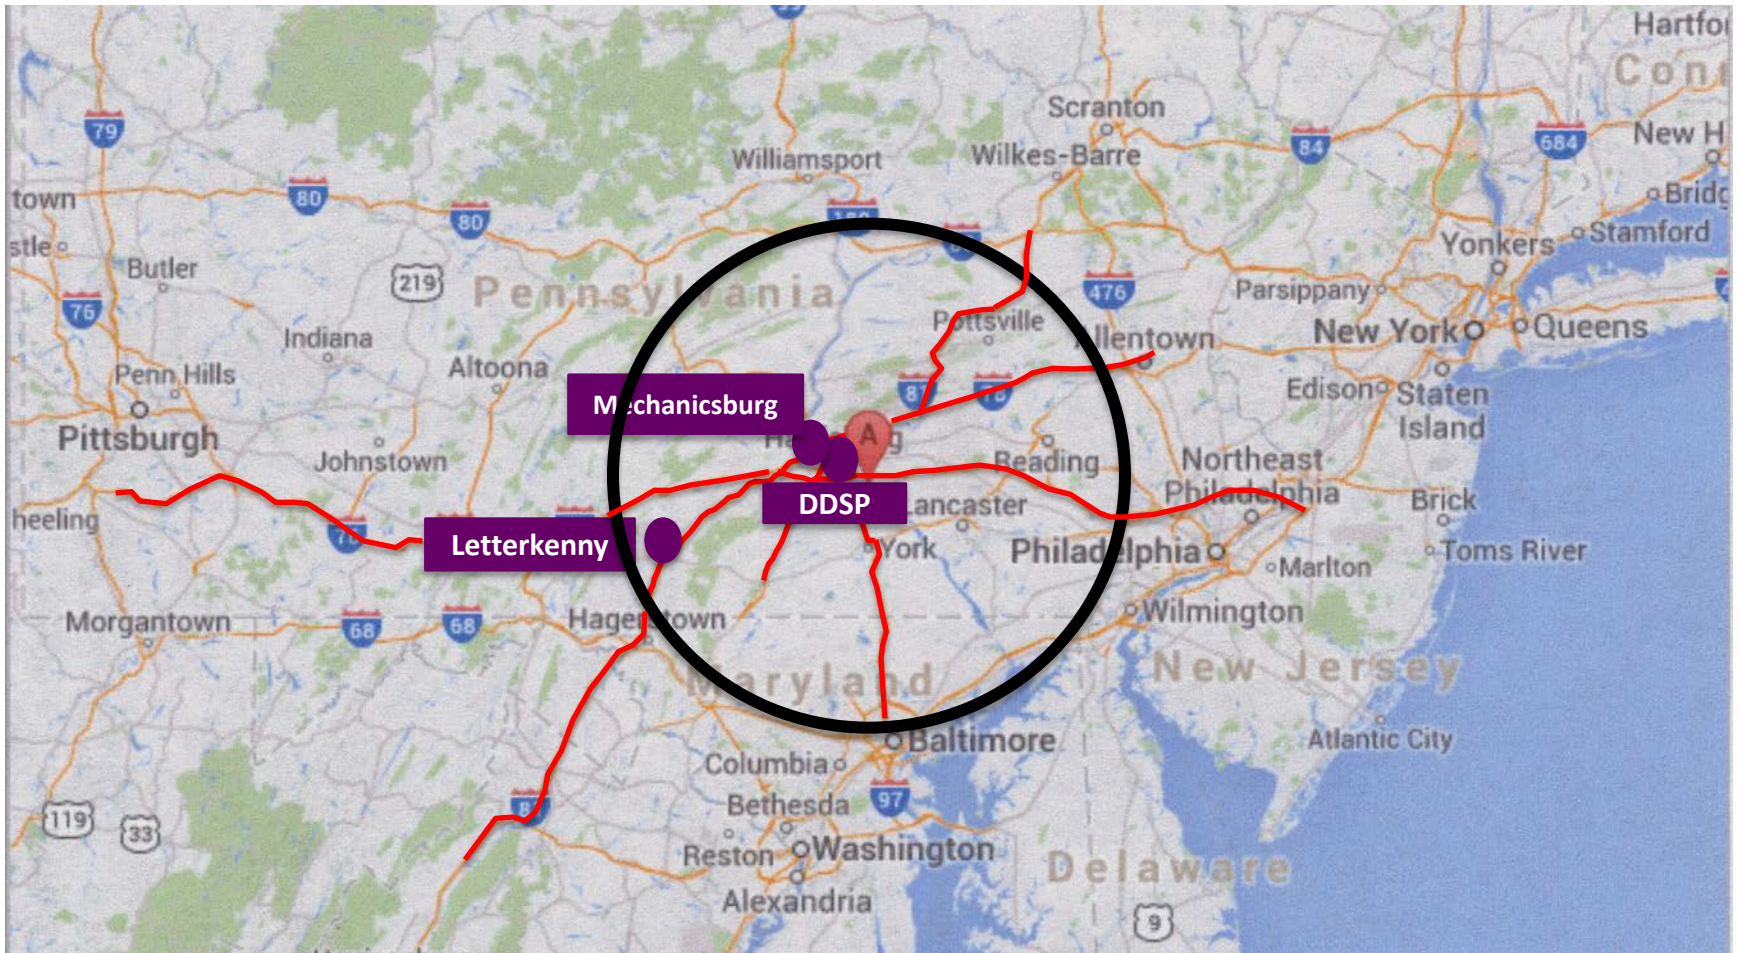 Hartfo
Conn
Scranton
79
84
684
New H
Williamsport
Wilkes-Barre
80
80
town
Bridg
stle
Yonkers
Stamford
Butler
219
Pennsylvania
476
Parsippany
76
Indiana
Pottsville
Allentown
New York
Queens
Altoona
Penn Hills
78
Edison
Staten
Island
Mechanicsburg
Pittsburgh
A
Johnstown
Reading
Northeast
Philadelphia
Brick
heeling
DDSP
Lancaster
Letterkenny
York
Philadelphia
Toms River
Marlton
Morgantown
68
68
Hagerstown
Wilmington
Maryland
New Jersey
Baltimore
Atlantic City
Columbia
Bethesda
97
119
33
Reston
Washington
Delaware
Alexandria
9